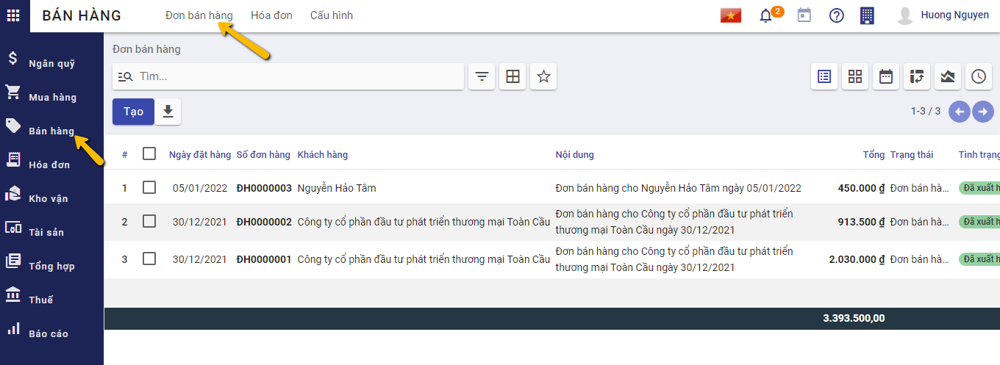 BÁN HÀNG Đơn bán hàng Hóa đơn Cấu hình 2 Huong Nguyen
Ngân quỹ
Mua hàng
Bán hàng
Hóa đơn
Kho vận
Tài sản
Tổng hợp
Thuế
Báo cáo
Đơn bán hàng
Tìm...
Tạo 1-3 / 3
# Ngày đặt hàng Số đơn hàng Khách hàng Nội dung Tổng Trạng thái Tình trạng
1 05/01/2022 ĐH0000003 Nguyễn Hảo Tâm Đơn bán hàng cho Nguyễn Hảo Tâm ngày 05/01/2022 450.000 ₫ Đơn bán hà... Đã xuất h
2 30/12/2021 ĐH0000002 Công ty cổ phần đầu tư phát triển thương mại Toàn Cầu Đơn bán hàng cho Công ty cổ phần đầu tư phát triển 913.500 ₫ Đơn bán hà... Đã xuất h
thương mại Toàn Cầu ngày 30/12/2021
3 30/12/2021 ĐH0000001 Công ty cổ phần đầu tư phát triển thương mại Toàn Cầu Đơn bán hàng cho Công ty cổ phần đầu tư phát triển 2.030.000 ₫ Đơn bán hà... Đã xuất h
thương mại Toàn Cầu ngày 30/12/2021
3.393.500,00